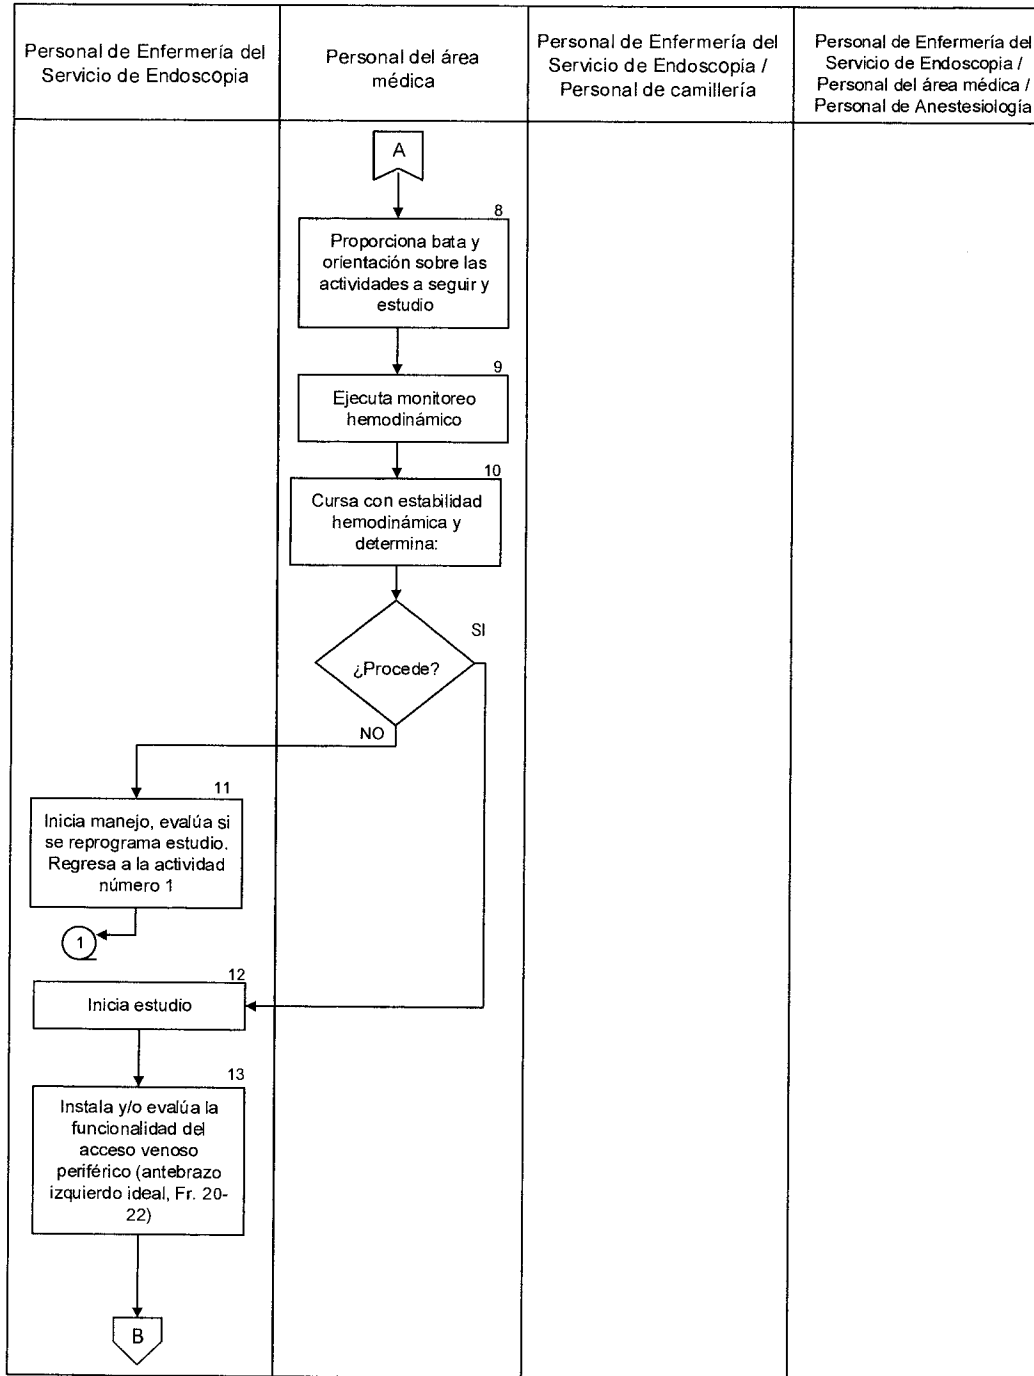 Personal de Enfermería del
Servicio de Endoscopia
Personal del área
médica
Personal de Enfermería del
Servicio de Endoscopia /
Personal de camillería
Personal de Enfermería del
Servicio de Endoscopia /
Personal del área médica /
Personal de Anestesiología
A
8
Proporciona bata y
orientación sobre las
actividades a seguir y
estudio
9
Ejecuta monitoreo
hemodinámico
10
Cursa con estabilidad
hemodinámica y
determina:
SI
¿Procede?
NO
11
Inicia manejo, evalúa si
se reprograma estudio.
Regresa a la actividad
número 1
1
12
Inicia estudio
13
Instala y/o evalúa la
funcionalidad del
acceso venoso
periférico (antebrazo
izquierdo ideal, Fr. 20-
22)
B